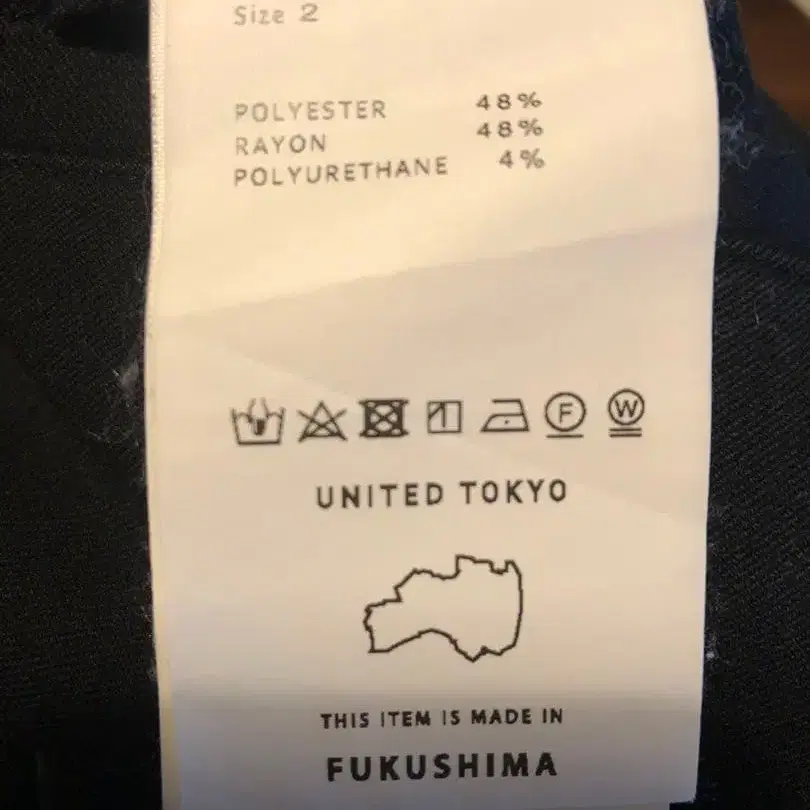 Size 2
POLYESTER 48%
RAYON 48%
POLYURETHANE 4%
F W
UNITED TOKYO
THIS ITEM IS MADE IN
FUKUSHIMA